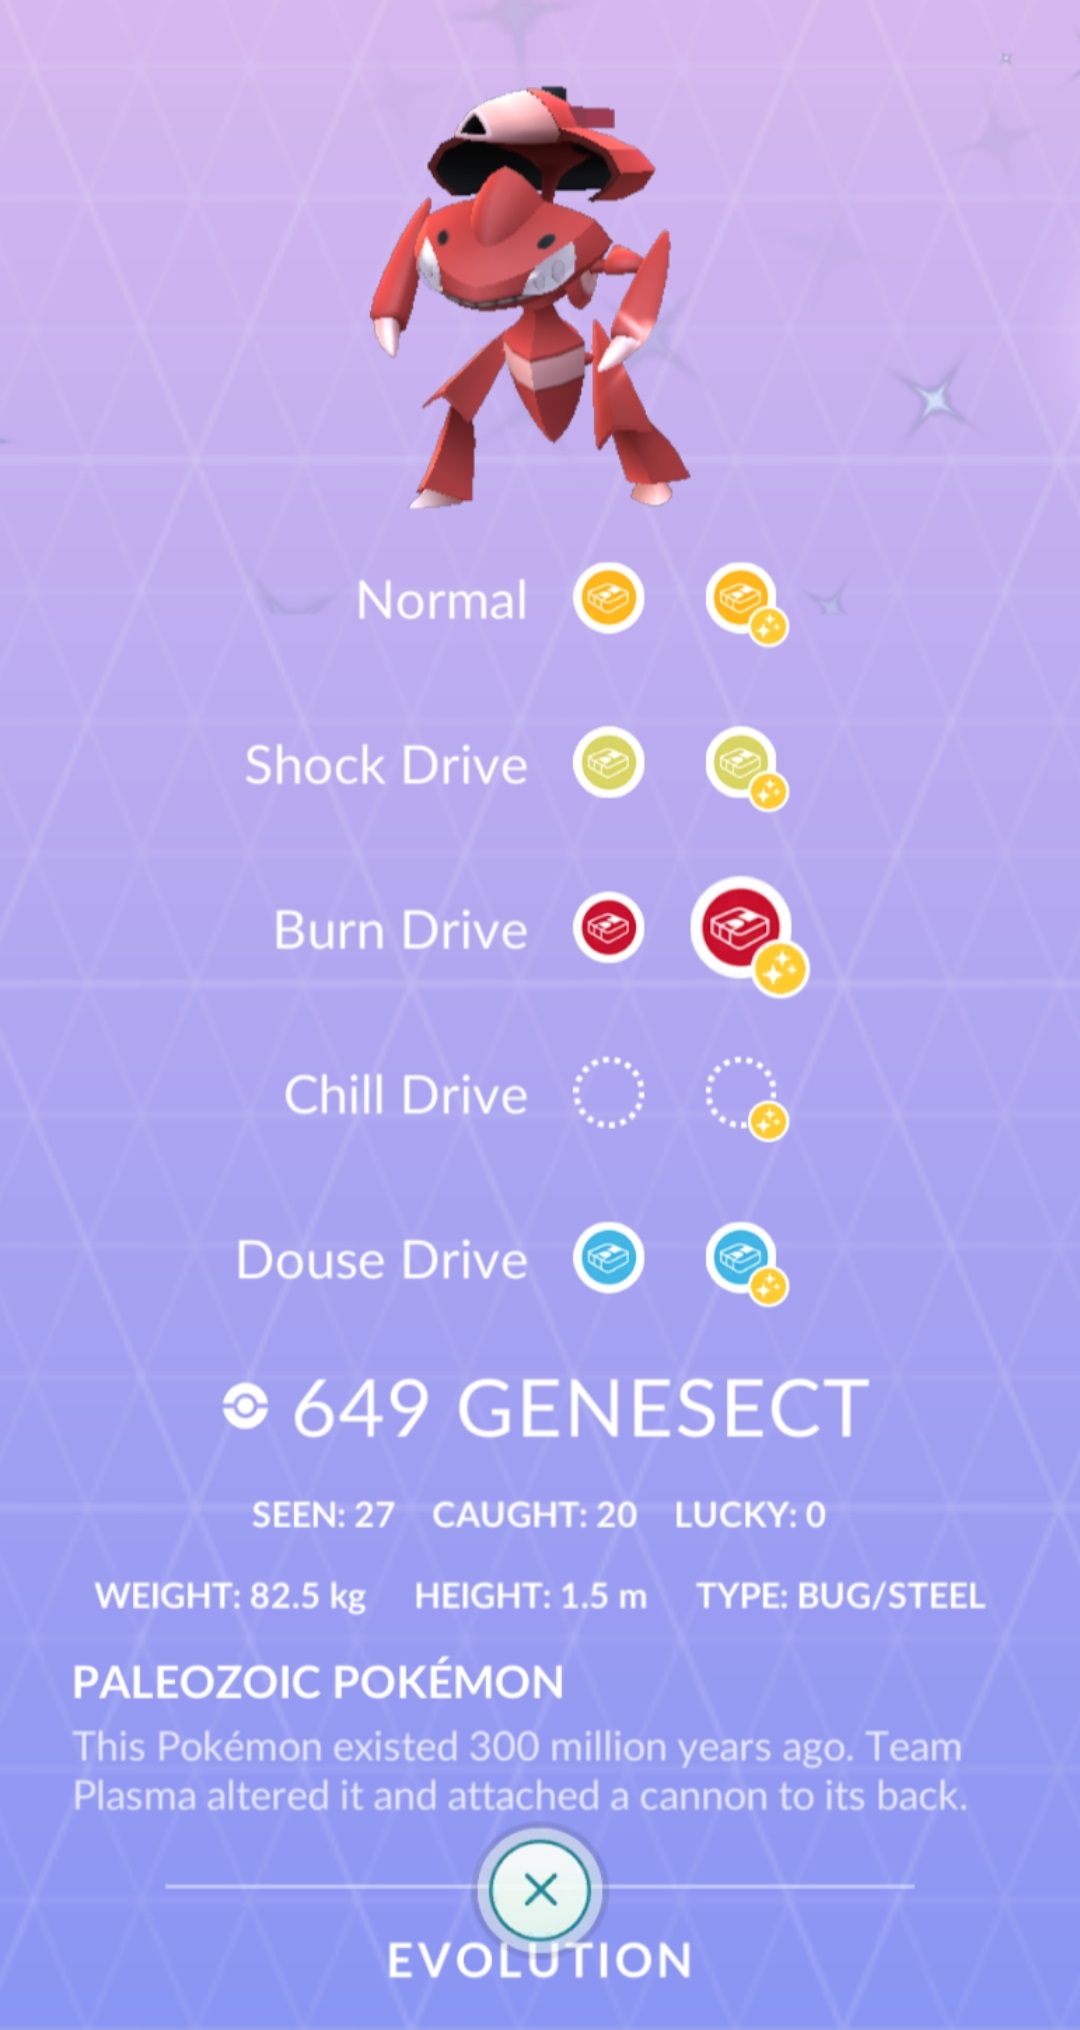 Normal
Shock Drive
Burn Drive
Chill Drive
Douse Drive
649 GENESECT
SEEN: 27 CAUGHT: 20 LUCKY: 0
WEIGHT: 82.5 kg HEIGHT: 1.5 m TYPE: BUG/STEEL
PALEOZOIC POKÉMON
This Pokémon existed 300 million years ago. Team
Plasma altered it and attached a cannon to its back.
EVOLUTION